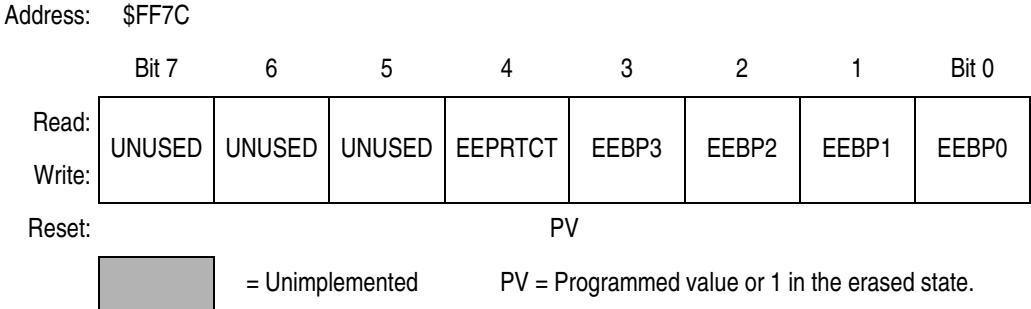 Address: $FF7C
Bit 7 6 5 4 3 2 1 Bit 0
Read:
UNUSED UNUSED UNUSED EEPRTCT EEBP3 EEBP2 EEBP1 EEBP0
Write:
Reset: PV
= Unimplemented PV = Programmed value or 1 in the erased state.